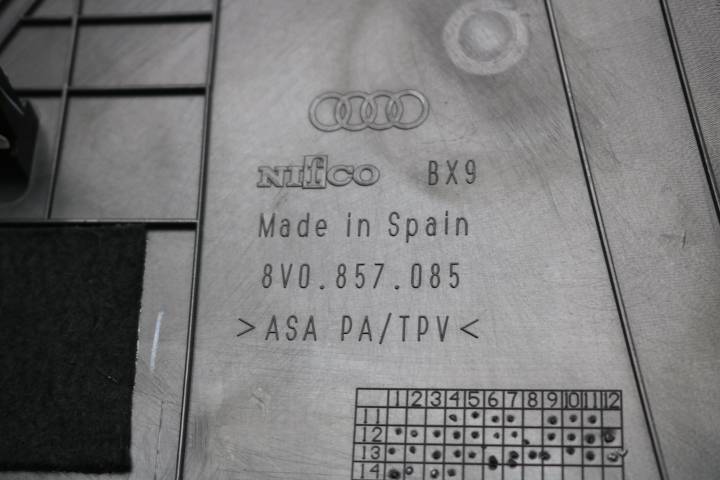 NIfCO BX9
Made in Spain
8V0.857.085
>ASA PA/TPV<
1 2 3 4 5 6 7 8 9 10 11 12
11
12
13
14